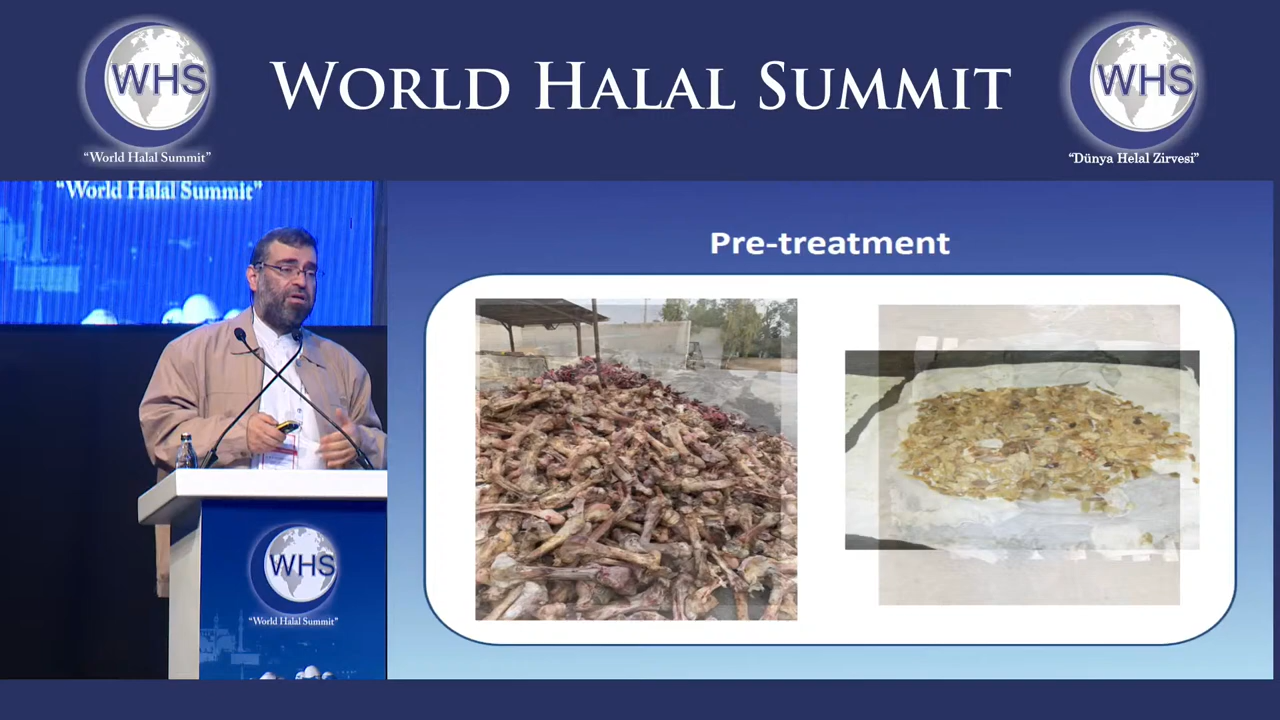 WHS
"World Halal Summit"
WORLD HALAL SUMMIT
WHS
"Dünya Helal Zirvesi"
"World Halal Summit"
Pre-treatment
WHS
"World Halal Summit"